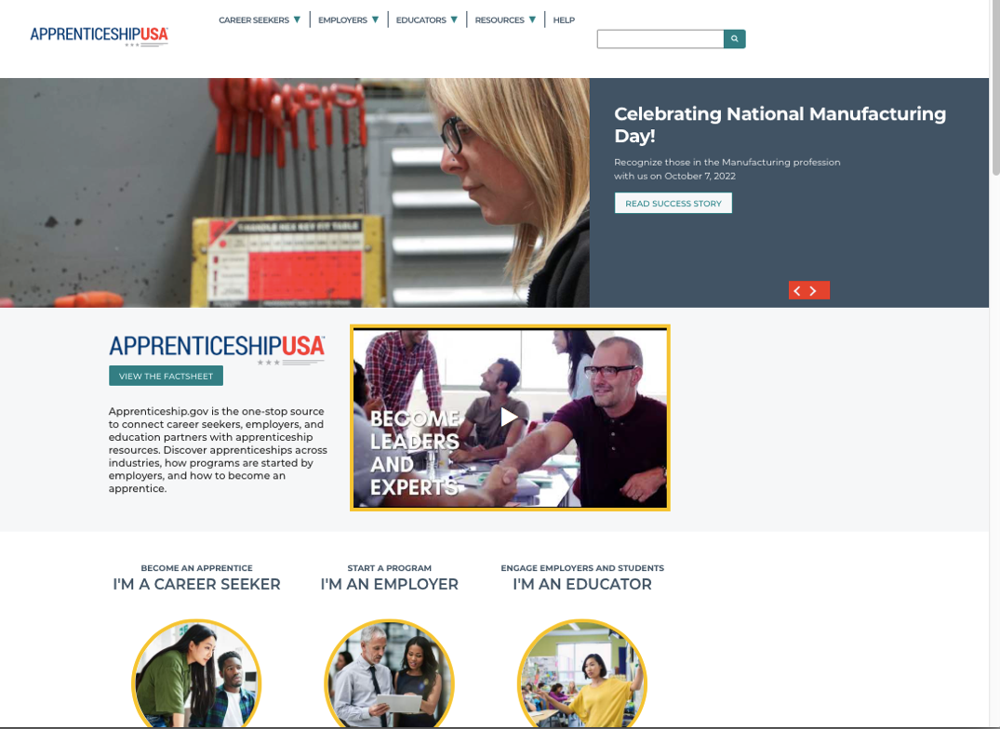 APPRENTICESHIPUSA
CAREER SEEKERS
EMPLOYERS
EDUCATORS
RESOURCES
HELP
T-HANDLE HEX KEY FIT TABLE
Celebrating National Manufacturing
Day!
Recognize those in the Manufacturing profession
with us on October 7, 2022
READ SUCCESS STORY
APPRENTICESHIPUSA
VIEW THE FACTSHEET
Apprenticeship.gov is the one-stop source
to connect career seekers, employers, and
education partners with apprenticeship
resources. Discover apprenticeships across
industries, how programs are started by
employers, and how to become an
apprentice.
BECOME
LEADERS
AND
EXPERTS
BECOME AN APPRENTICE
I'M A CAREER SEEKER
START A PROGRAM
I'M AN EMPLOYER
ENGAGE EMPLOYERS AND STUDENTS
I'M AN EDUCATOR